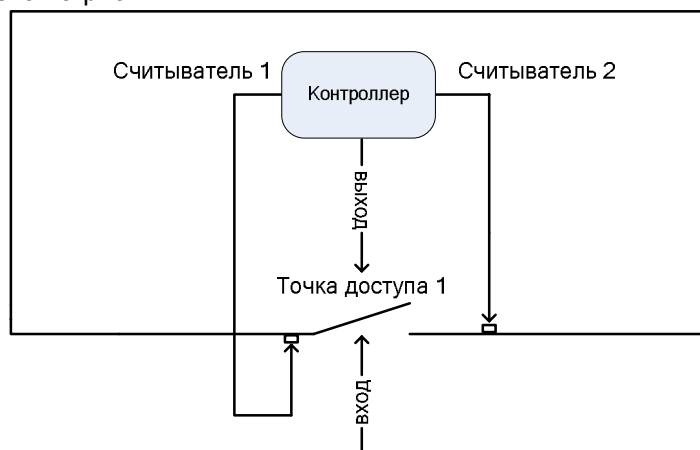 Считыватель 1
Контроллер
Считыватель 2
выход
Точка доступа 1
вход